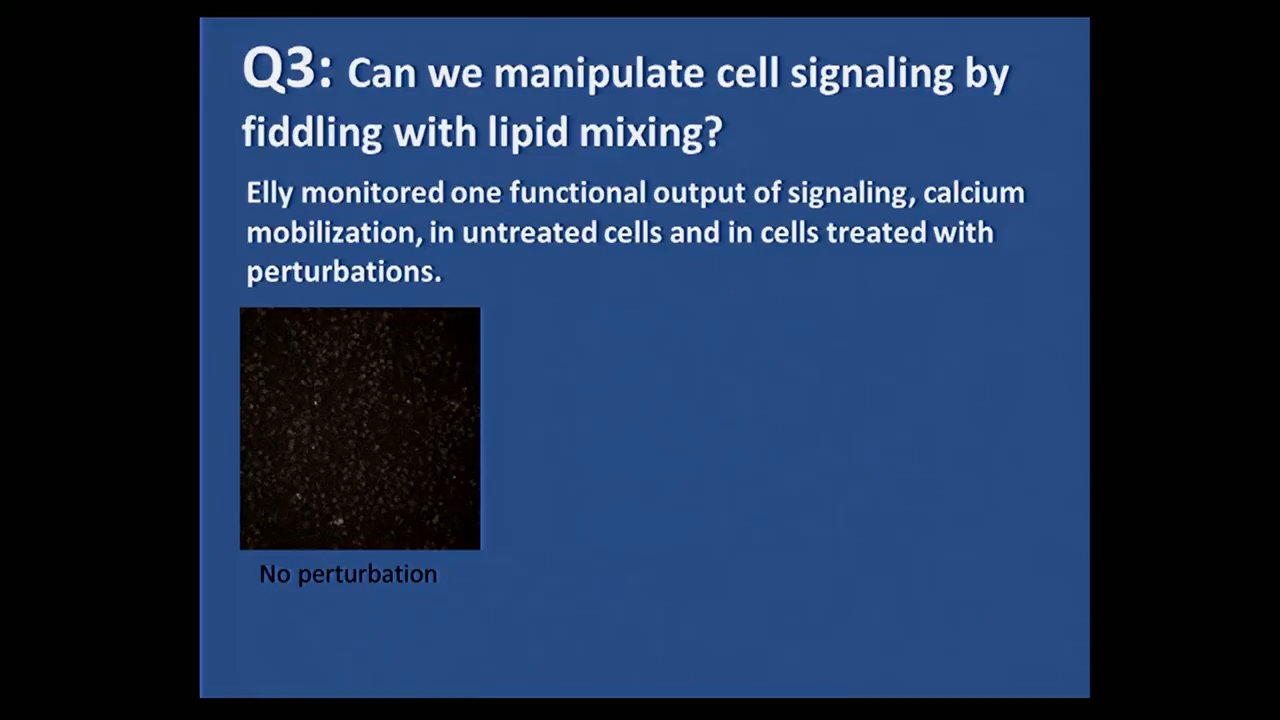 Q3: Can we manipulate cell signaling by
fiddling with lipid mixing?
Elly monitored one functional output of signaling, calcium
mobilization, in untreated cells and in cells treated with
perturbations.
No perturbation